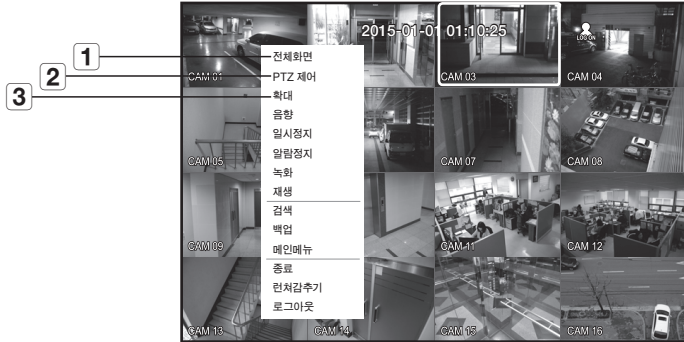 2015-01-01 01:10:25
LOG ON
1
2
3
전체화면
PTZ 제어
확대
음향
일시정지
알람정지
녹화
재생
검색
백업
메인메뉴
종료
런쳐감추기
로그아웃
CAM 01
CAM 03
CAM 04
CAM 05
CAM 07
CAM 08
CAM 09
CAM 11
CAM 12
CAM 13
CAM 14
CAM 15
CAM 16